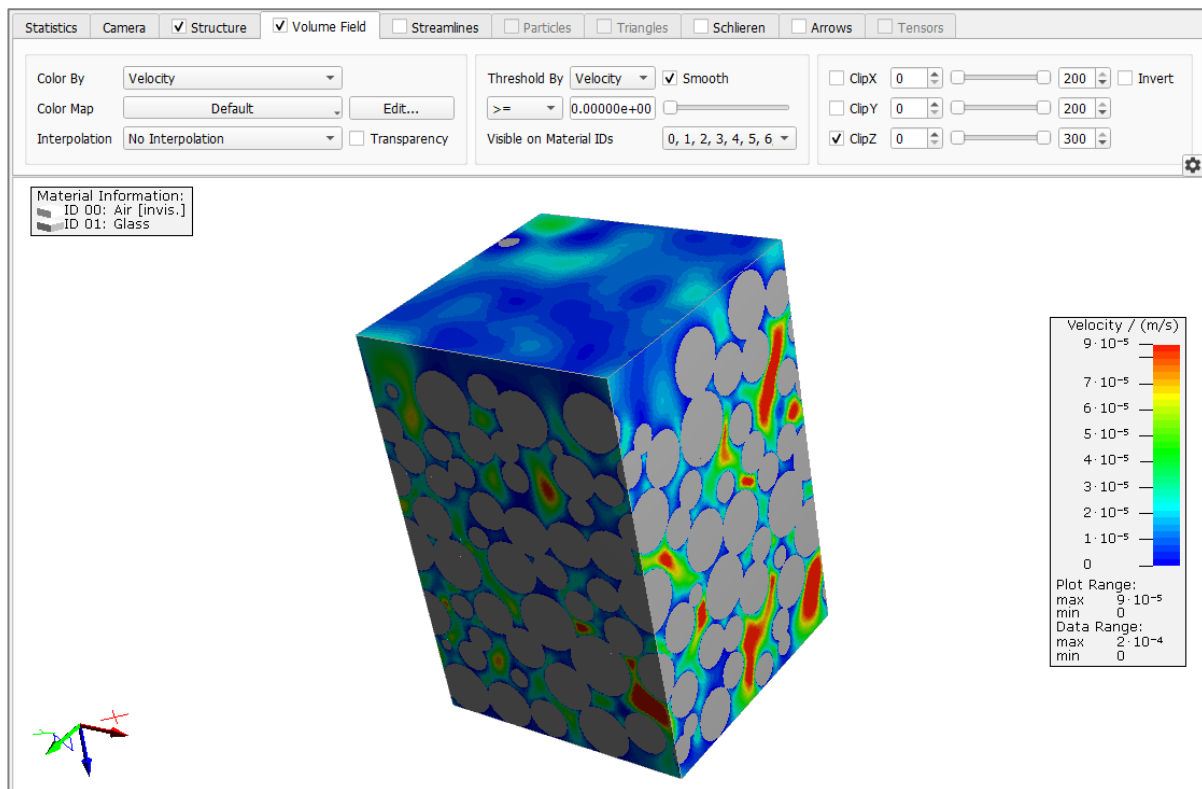 Statistics Camera Structure Volume Field Streamlines Particles Triangles Schlieren Arrows Tensors
Color By Velocity
Color Map Default Edit...
Interpolation No Interpolation Transparency
Threshold By Velocity Smooth
>= 0.00000e+00
Visible on Material IDs 0, 1, 2, 3, 4, 5, 6,
ClipX 0 200 Invert
ClipY 0 200
ClipZ 0 300
Material Information:
ID 00: Air [invis.]
ID 01: Glass
Velocity / (m/s)
9·10⁻⁵
7·10⁻⁵
6·10⁻⁵
5·10⁻⁵
4·10⁻⁵
3·10⁻⁵
2·10⁻⁵
1·10⁻⁵
0
Plot Range:
max 9·10⁻⁵
min 0
Data Range:
max 2·10⁻⁴
min 0
X
Y